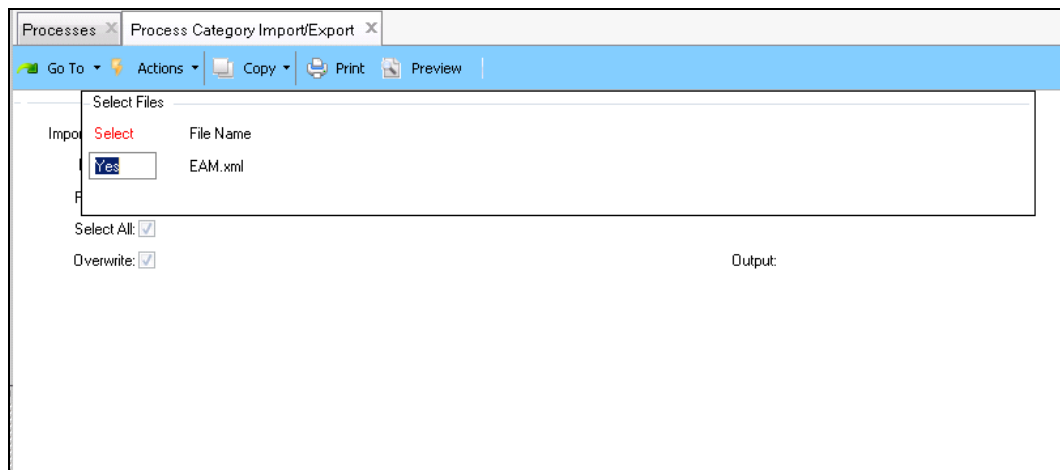 Processes Process Category Import/Export
Go To Actions Copy Print Preview
Select Files
Impo Select File Name
Yes EAM.xml
Select All:
Overwrite: Output: